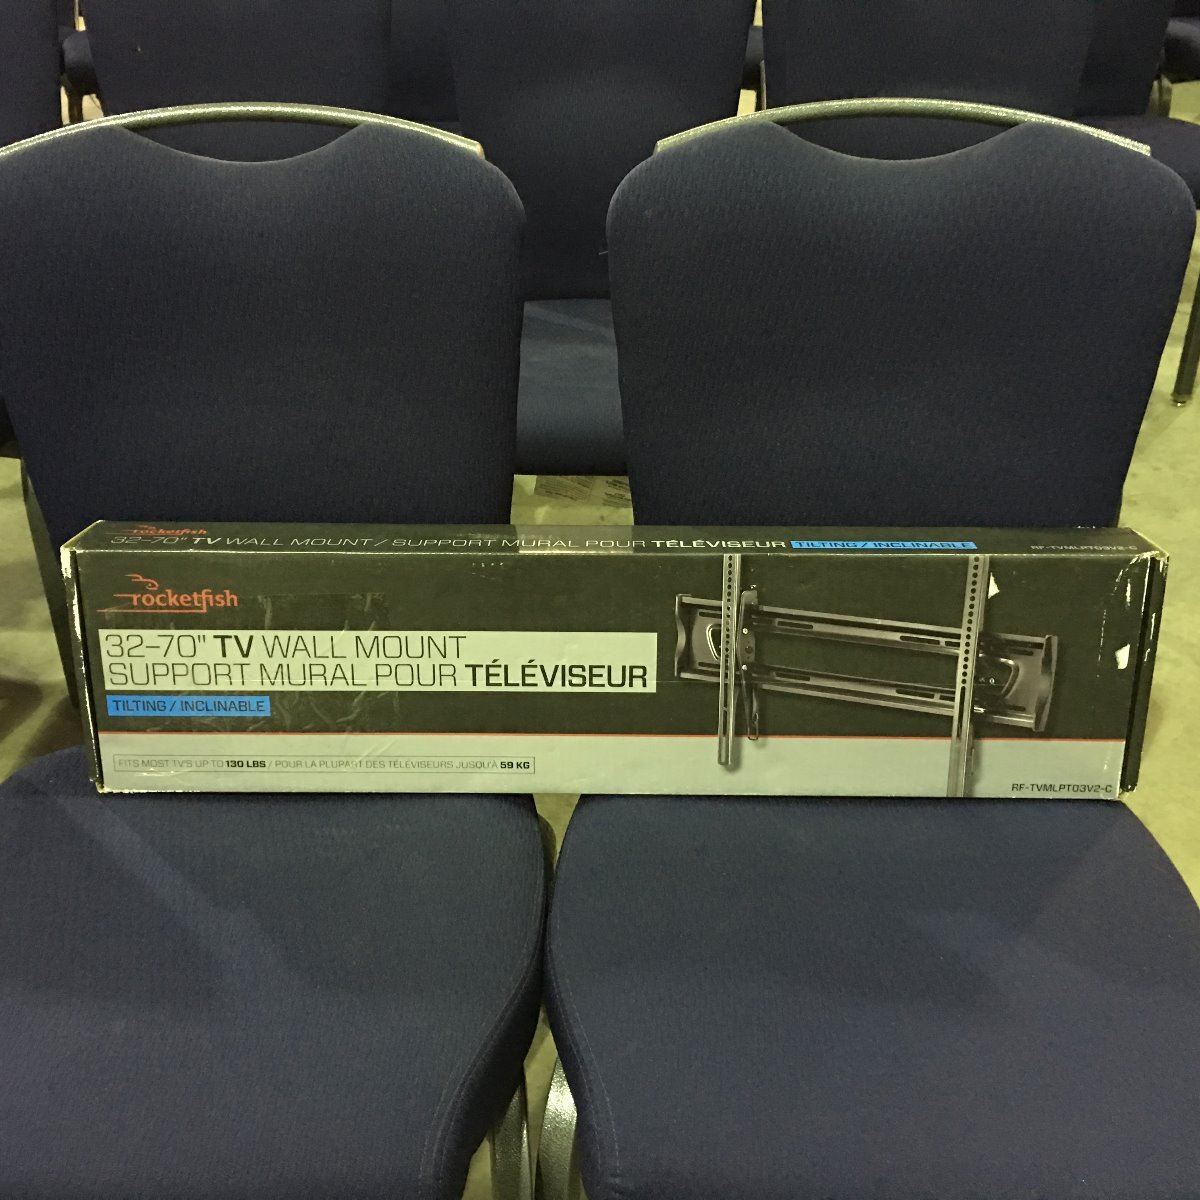 rocketfish
32-70" TV WALL MOUNT / SUPPORT MURAL POUR TÉLÉVISEUR TILTING / INCLINABLE RF-TVMLPT03V2-C
rocketfish
32-70" TV WALL MOUNT
SUPPORT MURAL POUR TÉLÉVISEUR
TILTING / INCLINABLE
FITS MOST TV'S UP TO 130 LBS / POUR LA PLUPART DES TÉLÉVISEURS JUSQU'À 59 KG
RF-TVMLPT03V2-C